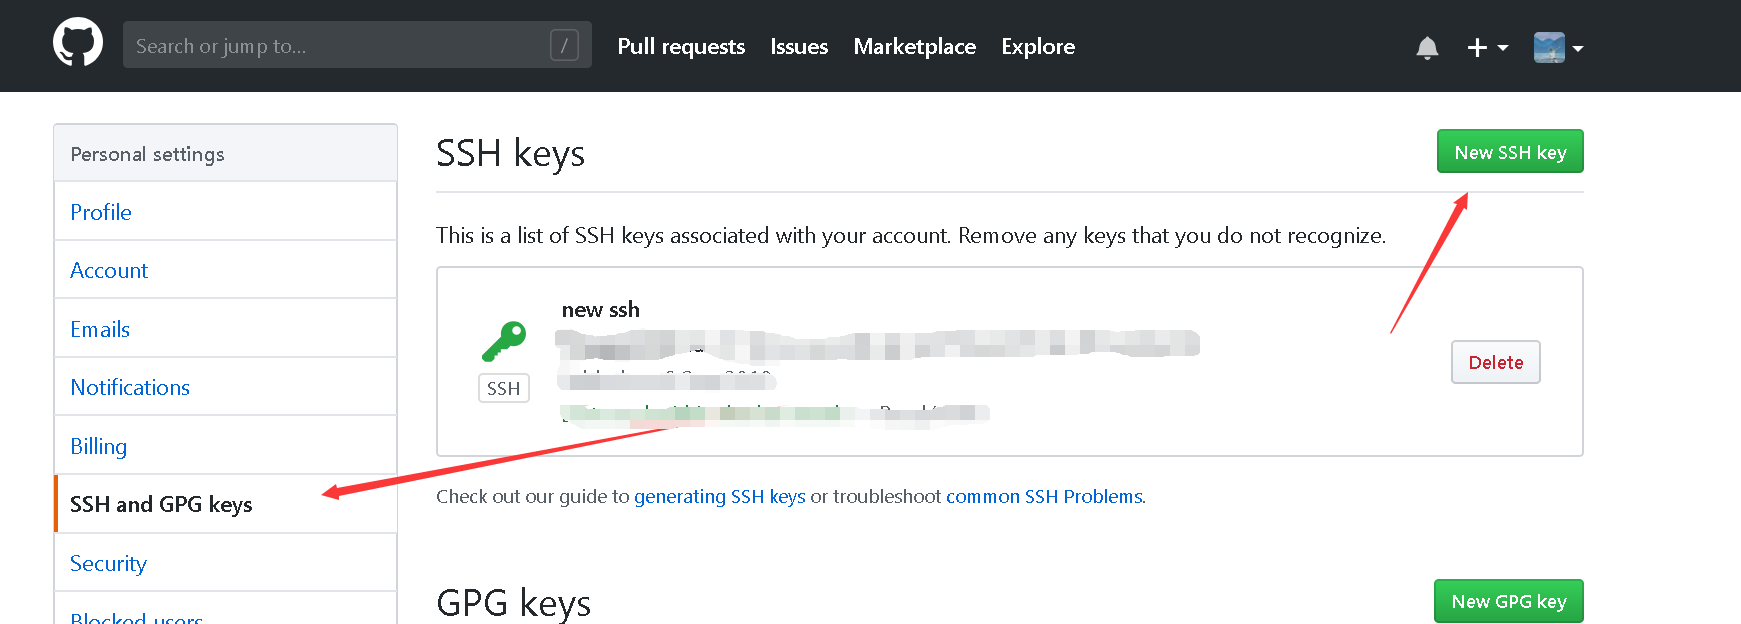 Search or jump to...
/
Pull requests
Issues
Marketplace
Explore
Personal settings
Profile
Account
Emails
Notifications
Billing
SSH and GPG keys
Security
Blocked users
SSH keys
New SSH key
This is a list of SSH keys associated with your account. Remove any keys that you do not recognize.
new ssh
SSH
Delete
Check out our guide to generating SSH keys or troubleshoot common SSH Problems.
GPG keys
New GPG key